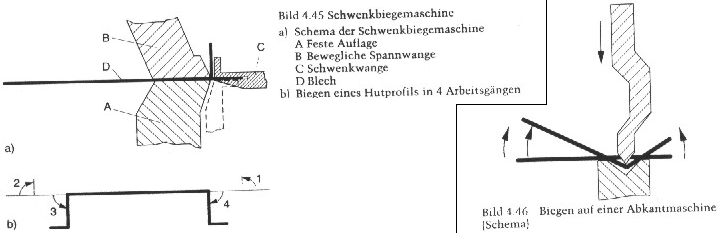 Bild 4.45 Schwenkbiegemaschine
a) Schema der Schwenkbiegemaschine
A Feste Auflage
B Bewegliche Spannwange
C Schwenkwange
D Blech
b) Biegen eines Hutprofils in 4 Arbeitsgängen
B
C
D
A
a)
2
1
3
4
b)
Bild 4.46 Biegen auf einer Abkantmaschine
(Schema)